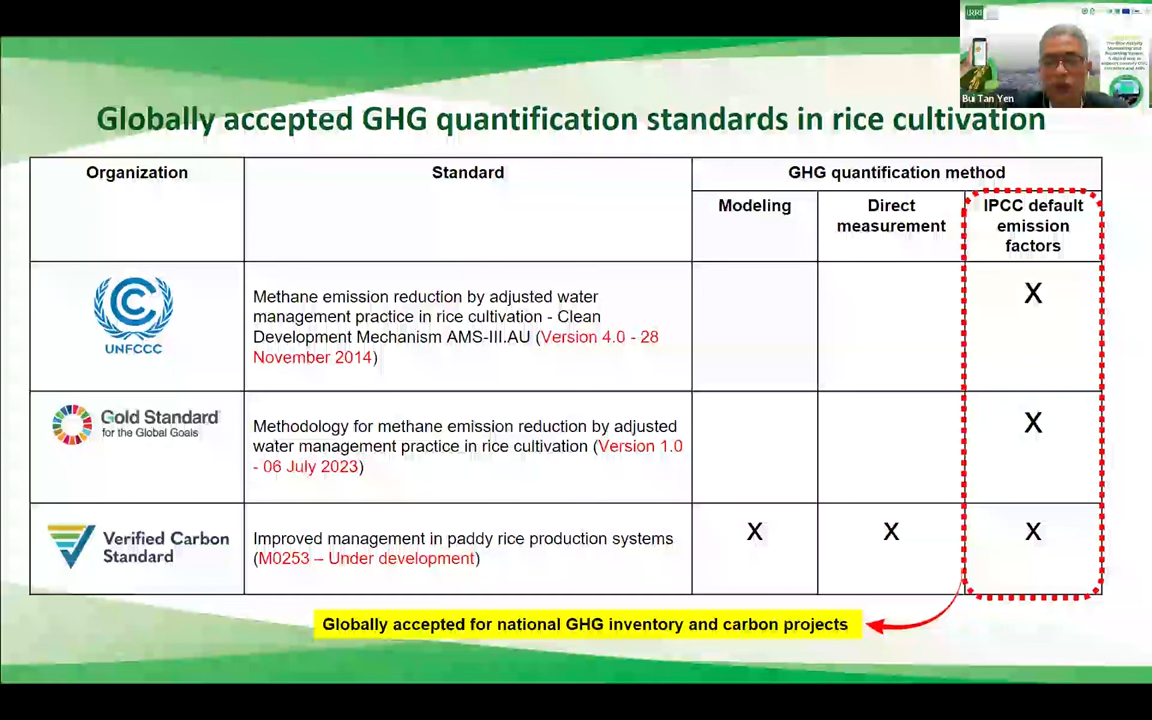 IRRI
Bui Tan Yen
Globally accepted GHG quantification standards in rice cultivation
Organization
Standard
GHG quantification method
Modeling
Direct
measurement
IPCC default
emission
factors
UNFCCC
Methane emission reduction by adjusted water
management practice in rice cultivation - Clean
Development Mechanism AMS-III.AU (Version 4.0 - 28
November 2014)
X
Gold Standard
for the Global Goals
Methodology for methane emission reduction by adjusted
water management practice in rice cultivation (Version 1.0
- 06 July 2023)
X
Verified Carbon
Standard
Improved management in paddy rice production systems
(M0253 – Under development)
X
X
X
Globally accepted for national GHG inventory and carbon projects